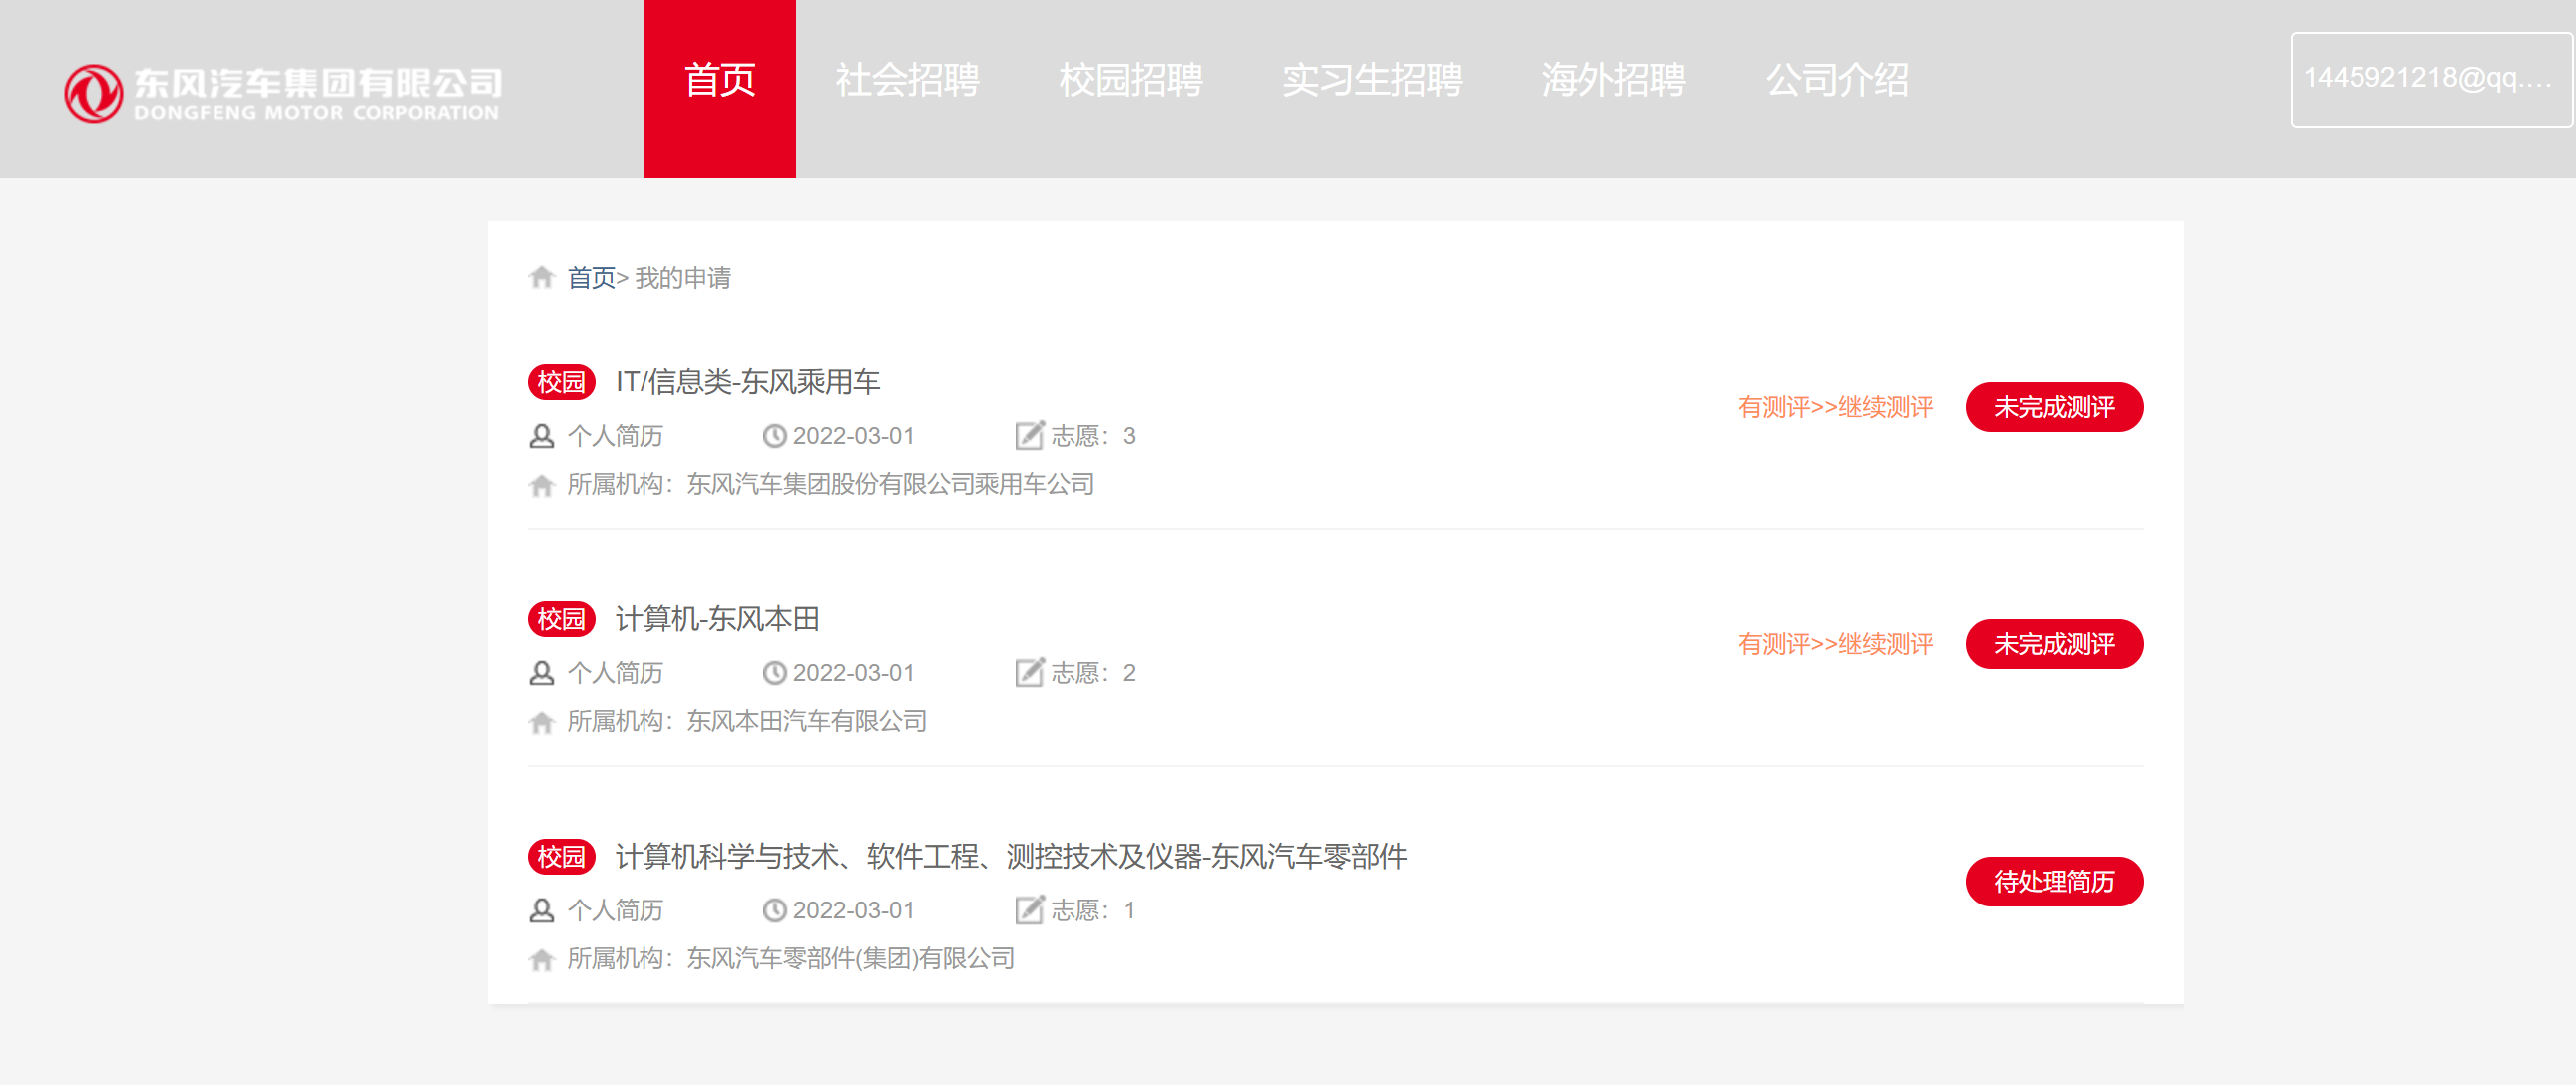 东风汽车集团有限公司
DONGFENG MOTOR CORPORATION
首页 社会招聘 校园招聘 实习生招聘 海外招聘 公司介绍
1445921218@qq....
首页> 我的申请
校园 IT/信息类-东风乘用车
有测评>>继续测评 未完成测评
个人简历 2022-03-01 志愿：3
所属机构：东风汽车集团股份有限公司乘用车公司
校园 计算机-东风本田
有测评>>继续测评 未完成测评
个人简历 2022-03-01 志愿：2
所属机构：东风本田汽车有限公司
校园 计算机科学与技术、软件工程、测控技术及仪器-东风汽车零部件
待处理简历
个人简历 2022-03-01 志愿：1
所属机构：东风汽车零部件(集团)有限公司